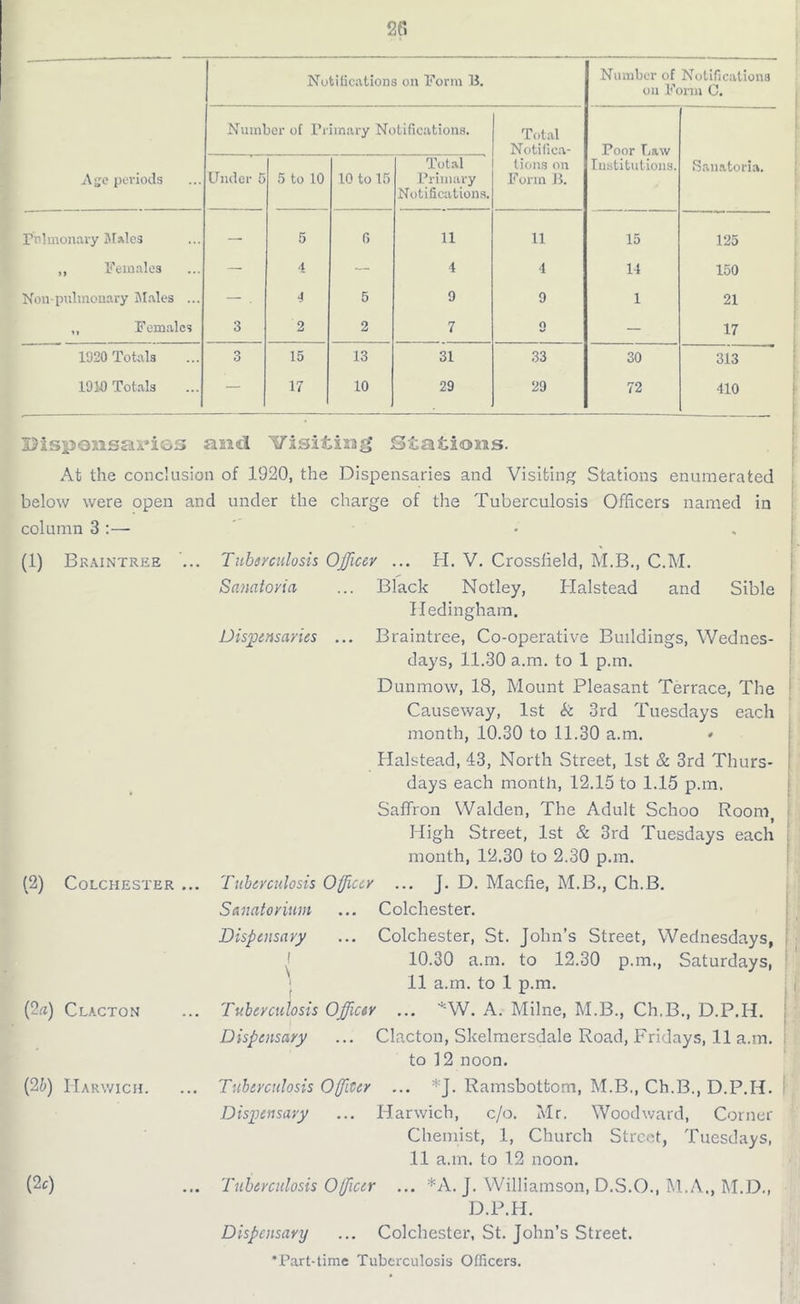 26
Notifications on Form B.
Number of Notifications on Form C.
Age periods ...
Number of Primary Notifications.
Total Notifications on Form B.
Poor Law Institutions.
Sanatoria.
Under 5 5 to 10 10 to 15 Total Primary Notifications.
Pulmonary Males ... — 5 6 11 11 15 125
,, Females ... — 4 — 4 4 14 150
Non-pulmonary Males ... — 4 5 9 9 1 21
,, Females 3 2 2 7 9 — 17
1920 Totals ... 3 15 13 31 33 30 313
1919 Totals ... — 17 10 29 29 72 410
Dispensaries and Visiting Stations.
At the conclusion of 1920, the Dispensaries and Visiting Stations enumerated
below were open and under the charge of the Tuberculosis Officers named in
column 3 :—
(1) Braintree ... Tuberculosis Officer ... H. V. Crossfield, M.B., C.M.
Sanatoria ... Black Notley, Halstead and Sible
Hedingham.
Dispensaries ... Braintree, Co-operative Buildings, Wednes-
days, 11.30 a.m. to 1 p.m.
Dunmow, 18, Mount Pleasant Terrace, The
Causeway, 1st & 3rd Tuesdays each
month, 10.30 to 11.30 a.m.
Halstead, 43, North Street, 1st & 3rd Thurs-
days each month, 12.15 to 1.15 p.m.
Saffron Walden, The Adult Schoo Room,
High Street, 1st & 3rd Tuesdays each
month, 12.30 to 2.30 p.m.
(2) Colchester ... Tuberculosis Officer ... J. D. Macfie, M.B., Ch.B.
Sanatorium ... Colchester.
Dispensary ... Colchester, St. John's Street, Wednesdays,
10.30 a.m. to 12.30 p.m., Saturdays,
11 a.m. to 1 p.m.
(2a) Clacton ... Tuberculosis Officer ... *W. A. Milne, M.B., Ch.B., D.P.H.
Dispensary ... Clacton, Skelmersdale Road, Fridays, 11 a.m.
to 12 noon.
(2b) Harwich. ... Tuberculosis Officer ... *J. Ramsbottom, M.B., Ch.B., D.P.H.
Dispensary ... Harwich, c/o. Mr. Woodward, Corner
Chemist, 1, Church Street, Tuesdays,
11 a.m. to 12 noon.
(2c) ... Tuberculosis Officer ... *A. J. Williamson, D.S.O., M.A., M.D.,
D.P.H.
Dispensary ... Colchester, St. John's Street.
*Part-time Tuberculosis Officers.